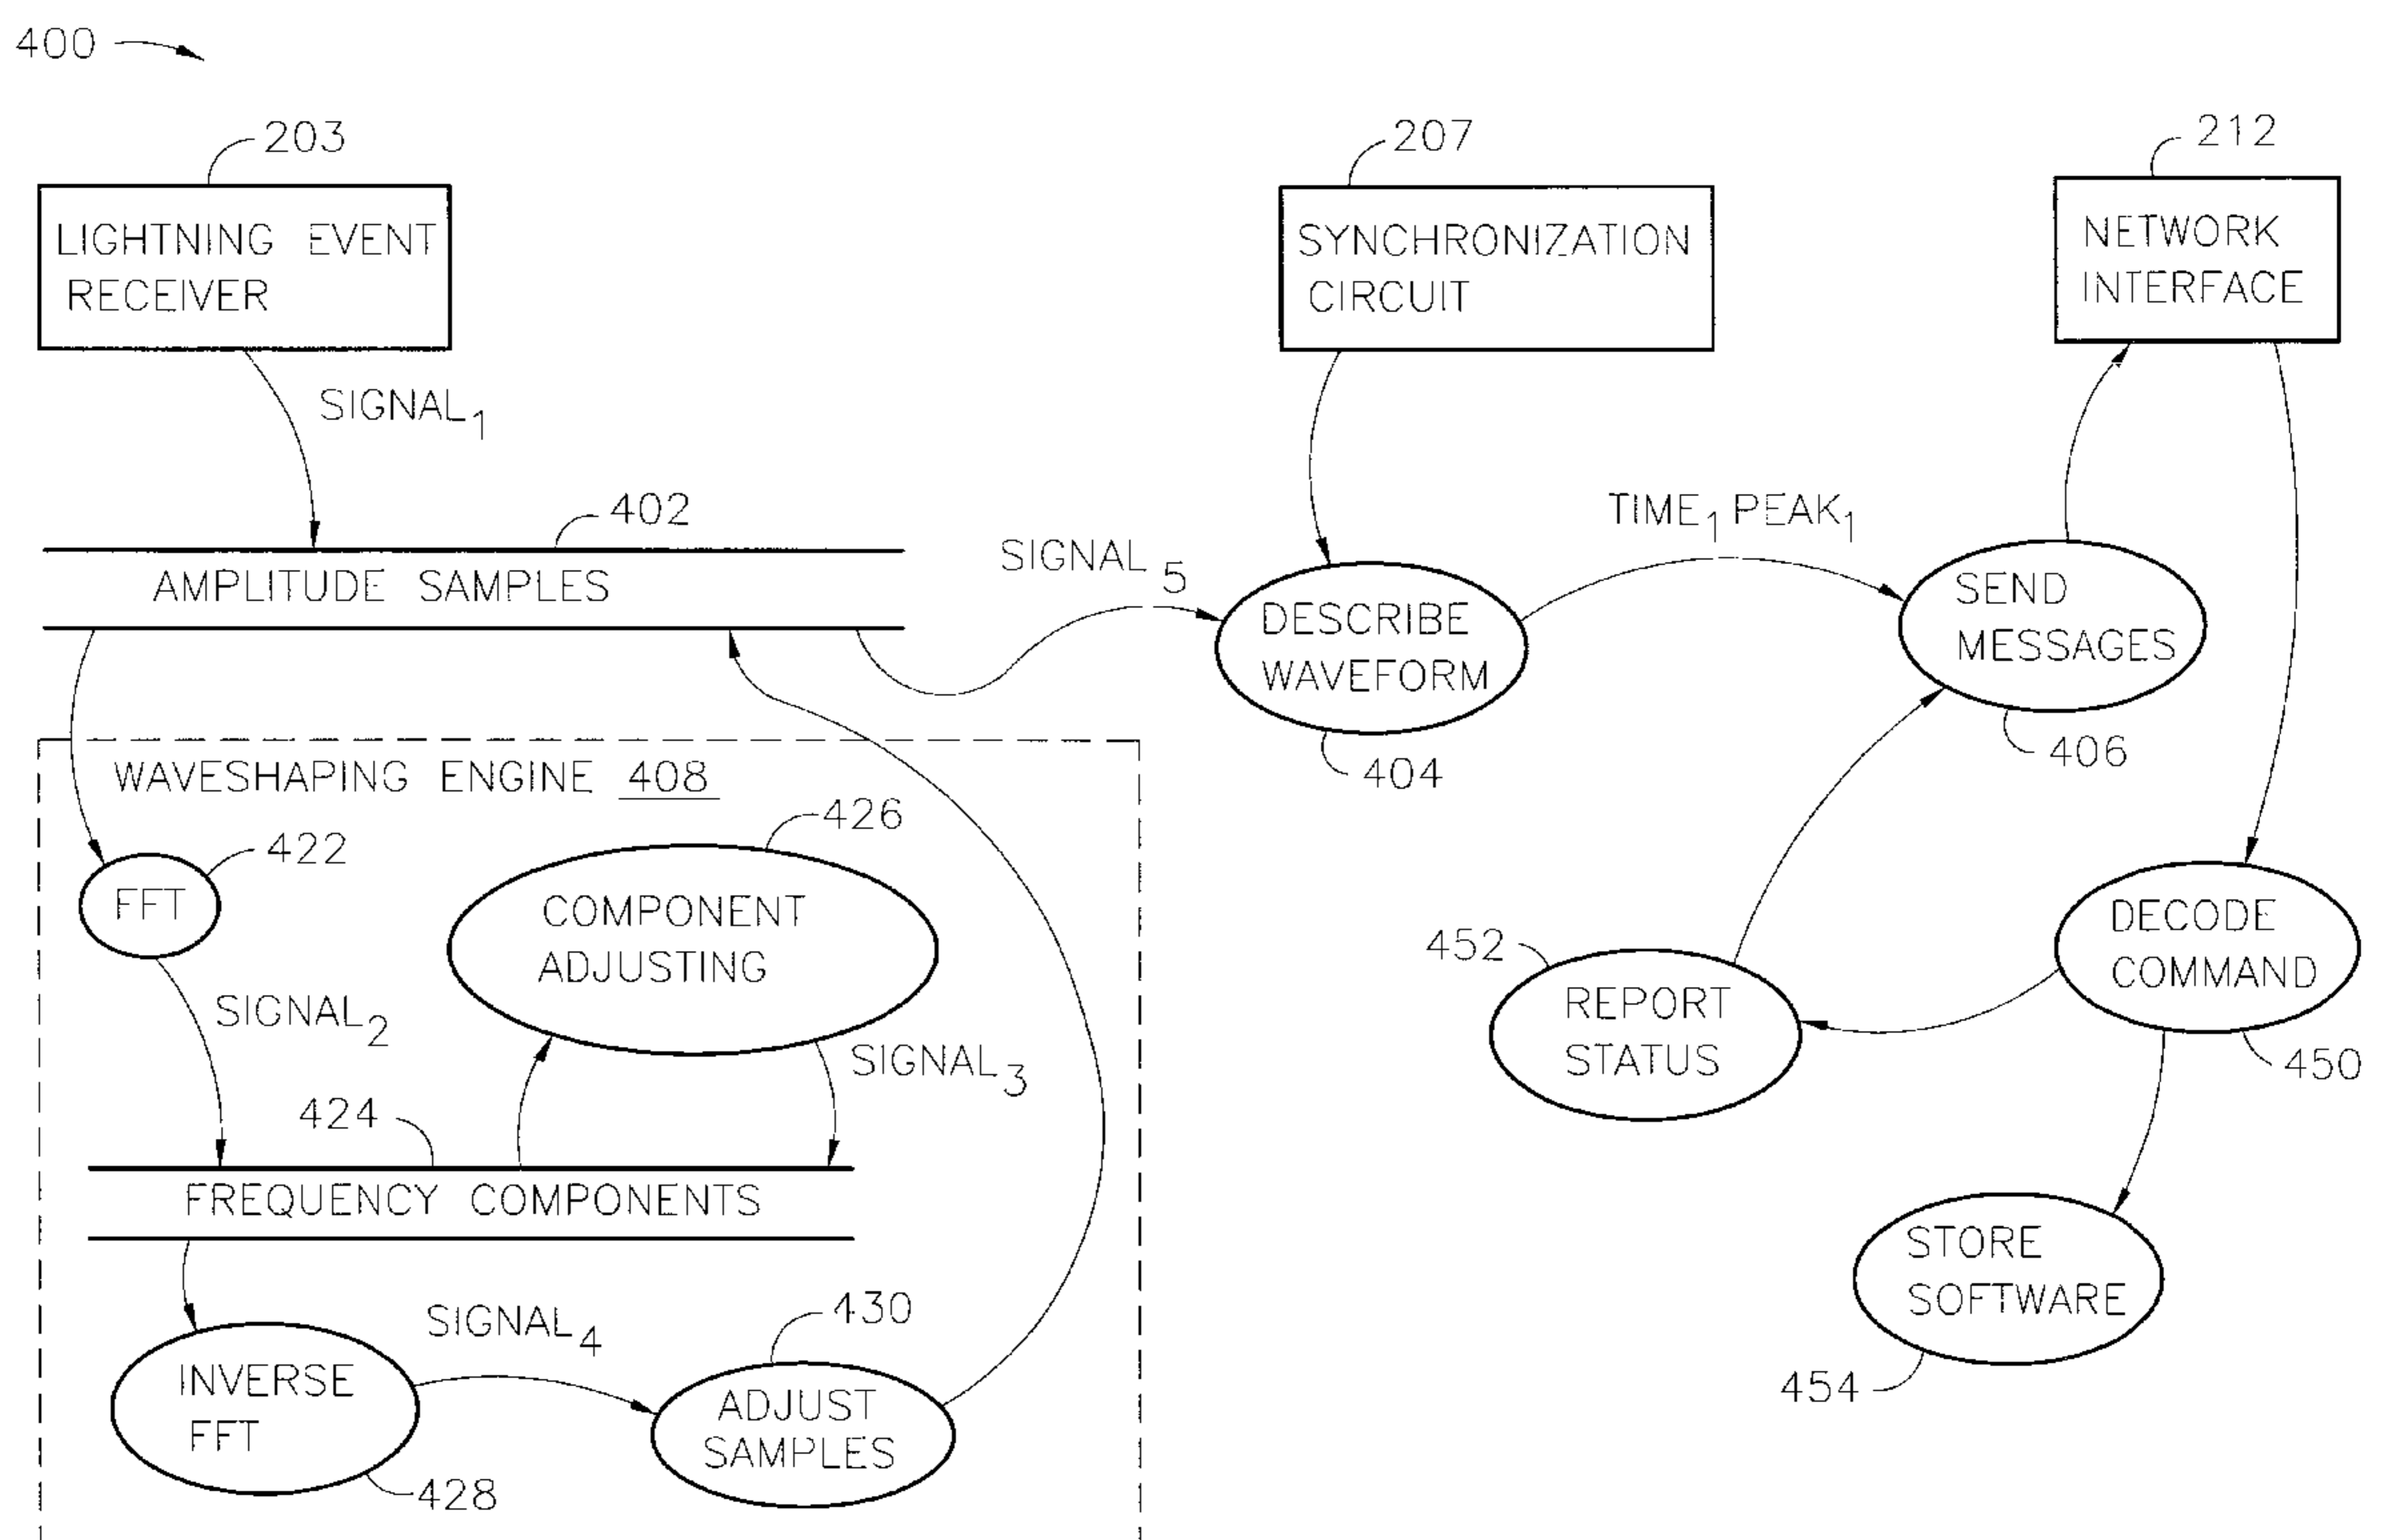 400
203
207
212
LIGHTNING EVENT
RECEIVER
SYNCHRONIZATION
CIRCUIT
NETWORK
INTERFACE
SIGNAL1
402
AMPLITUDE SAMPLES
SIGNAL5
TIME1 PEAK1
DESCRIBE
WAVEFORM
404
SEND
MESSAGES
406
WAVESHAPING ENGINE 408
422
FFT
426
COMPONENT
ADJUSTING
SIGNAL2
SIGNAL3
424
FREQUENCY COMPONENTS
452
REPORT
STATUS
DECODE
COMMAND
450
SIGNAL4
430
INVERSE
FFT
428
ADJUST
SAMPLES
STORE
SOFTWARE
454